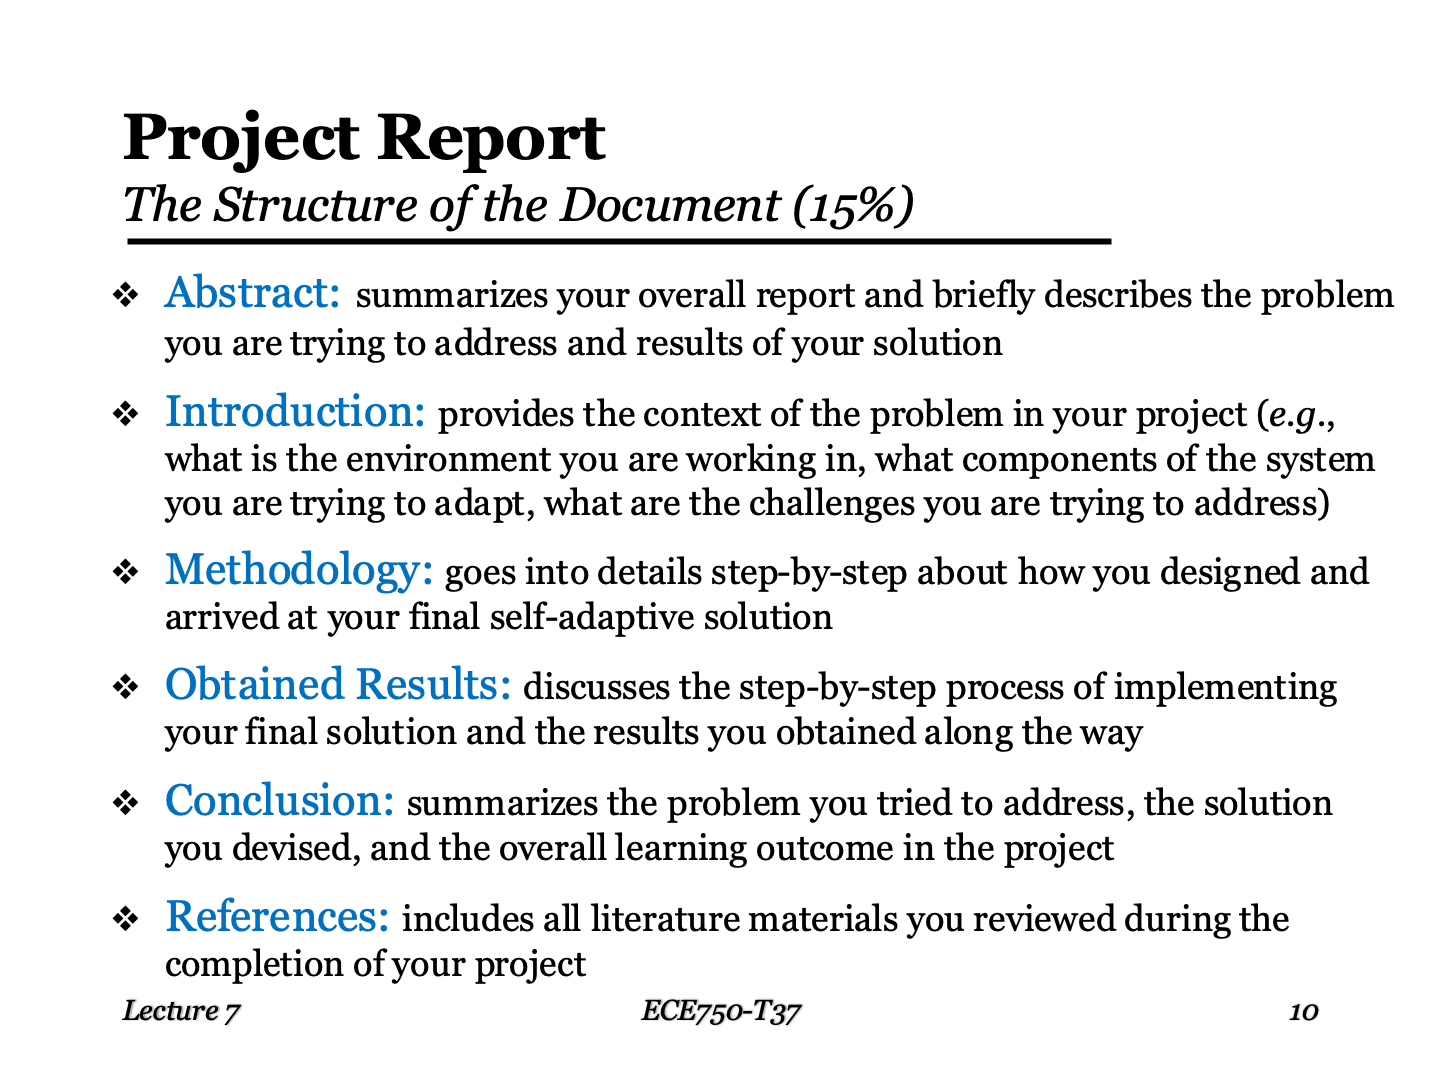 Project Report
The Structure of the Document (15%)
❖ Abstract: summarizes your overall report and briefly describes the problem
you are trying to address and results of your solution
❖ Introduction: provides the context of the problem in your project (e.g.,
what is the environment you are working in, what components of the system
you are trying to adapt, what are the challenges you are trying to address)
❖ Methodology: goes into details step-by-step about how you designed and
arrived at your final self-adaptive solution
❖ Obtained Results: discusses the step-by-step process of implementing
your final solution and the results you obtained along the way
❖ Conclusion: summarizes the problem you tried to address, the solution
you devised, and the overall learning outcome in the project
❖ References: includes all literature materials you reviewed during the
completion of your project
Lecture 7 ECE750-T37 10